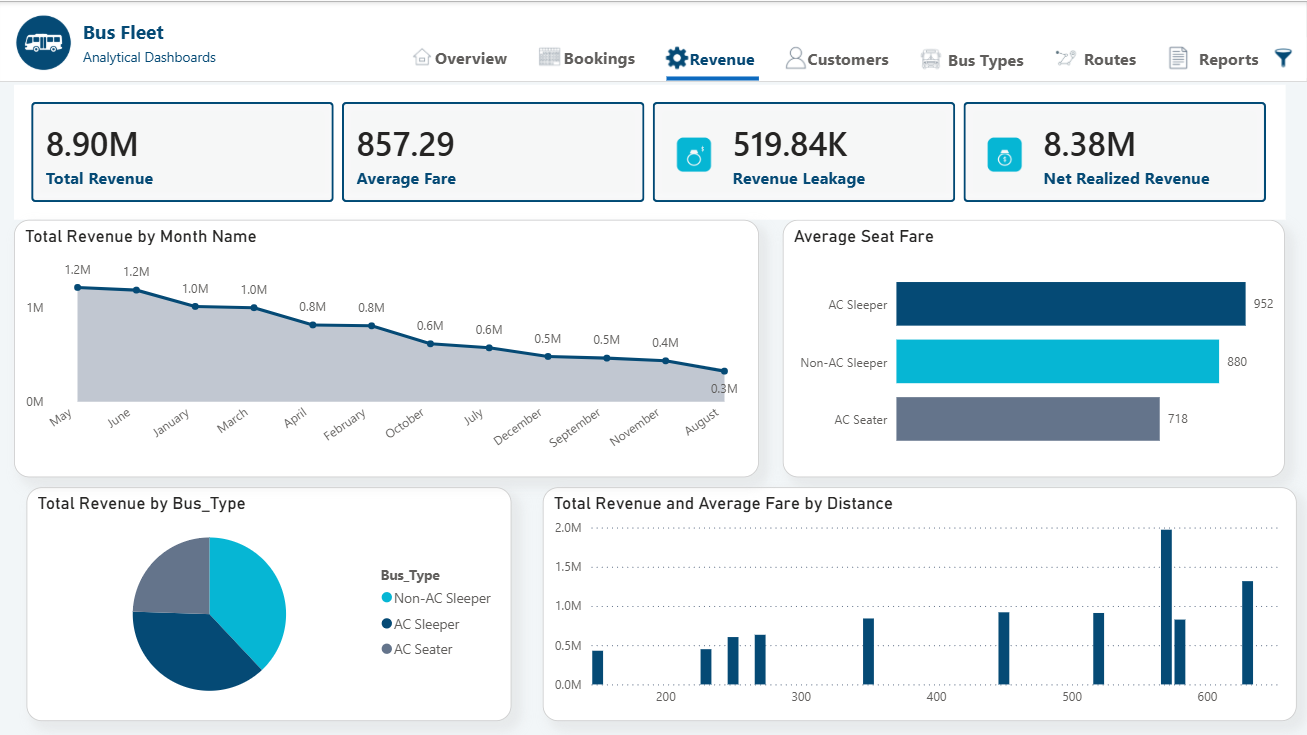 Bus Fleet
Analytical Dashboards
Overview
Bookings
Revenue
Customers
Bus Types
Routes
Reports
8.90M
Total Revenue
857.29
Average Fare
519.84K
Revenue Leakage
8.38M
Net Realized Revenue
Total Revenue by Month Name
1.2M
1.2M
1.0M
1.0M
0.8M
0.8M
0.6M
0.6M
0.5M
0.5M
0.4M
0.3M
1M
0M
May
June
January
March
April
February
October
July
December
September
November
August
Average Seat Fare
AC Sleeper
952
Non-AC Sleeper
880
AC Seater
718
Total Revenue by Bus_Type
Bus_Type
Non-AC Sleeper
AC Sleeper
AC Seater
Total Revenue and Average Fare by Distance
2.0M
1.5M
1.0M
0.5M
0.0M
200
300
400
500
600